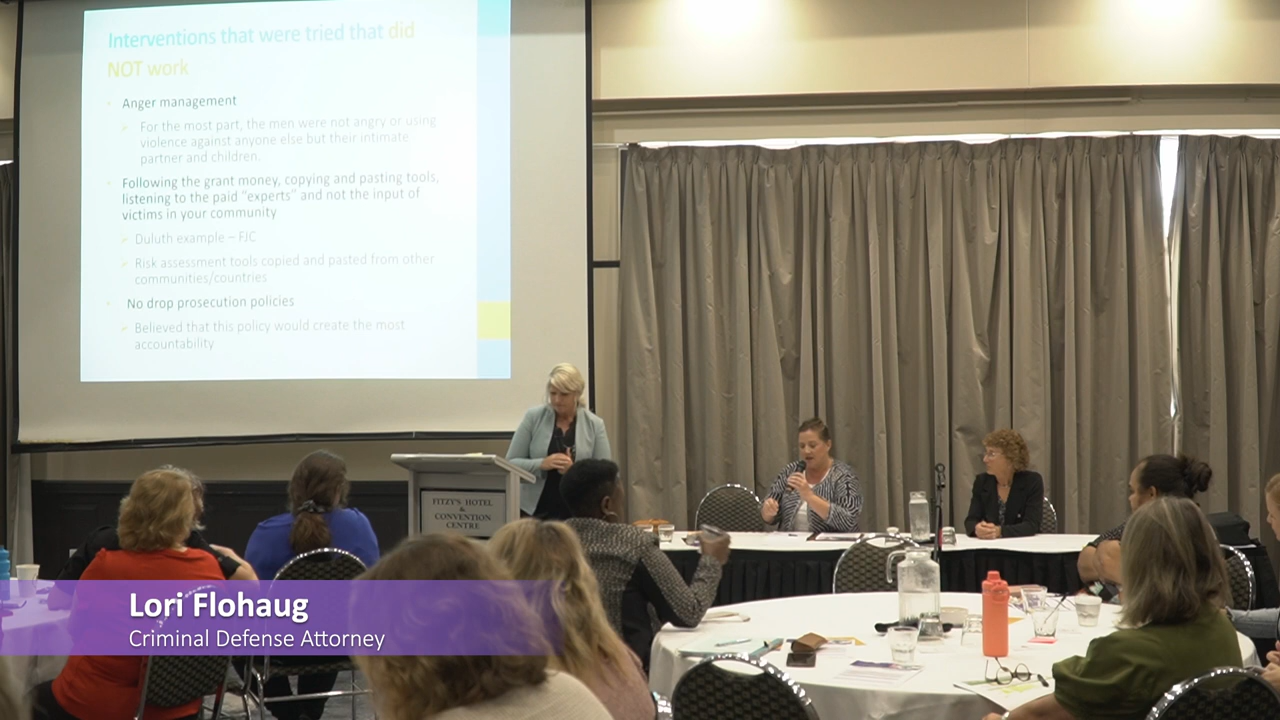 Interventions that were tried that did
NOT work
Anger management
For the most part, the men were not angry or using
violence against anyone else but their intimate
partner and children.
Following the grant money, copying and pasting tools,
listening to the paid "experts" and not the input of
victims in your community
Duluth example – FJC
Risk assessment tools copied and pasted from other
communities/countries
No drop prosecution policies
Believed that this policy would create the most
accountability
FITZY'S HOTEL
&
CONVENTION
CENTRE
Lori Flohaug
Criminal Defense Attorney